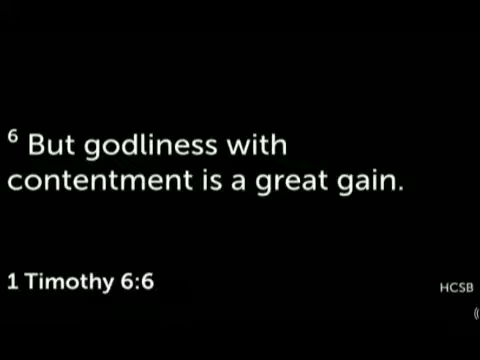 ⁶ But godliness with
contentment is a great gain.
1 Timothy 6:6
HCSB